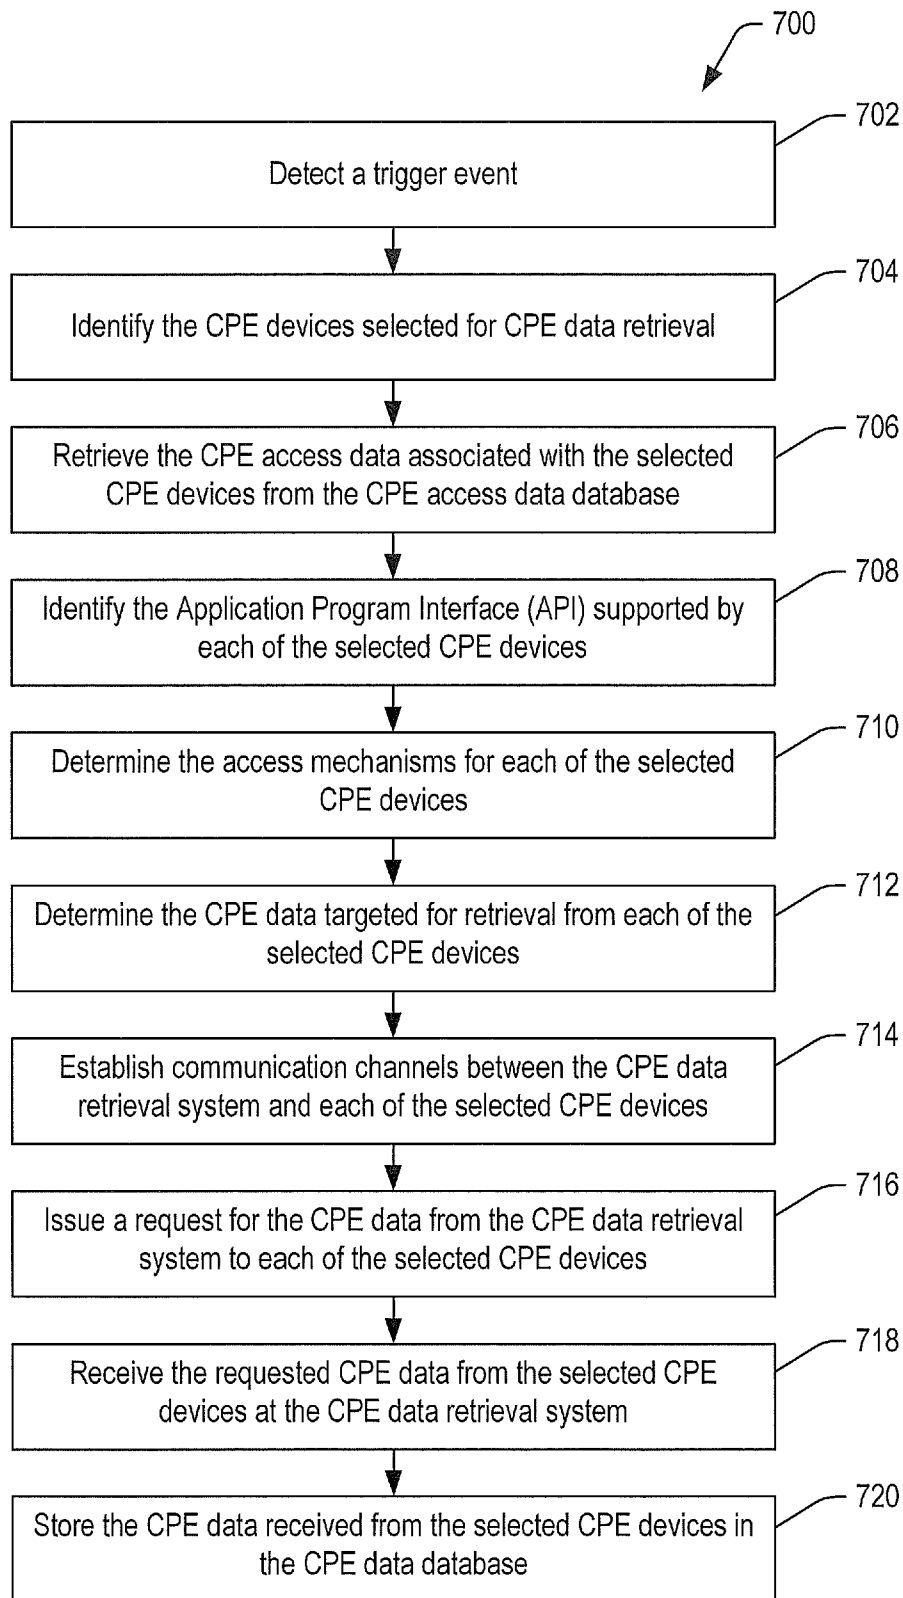 700
702
Detect a trigger event
704
Identify the CPE devices selected for CPE data retrieval
706
Retrieve the CPE access data associated with the selected
CPE devices from the CPE access data database
708
Identify the Application Program Interface (API) supported by
each of the selected CPE devices
710
Determine the access mechanisms for each of the selected
CPE devices
712
Determine the CPE data targeted for retrieval from each of the
selected CPE devices
714
Establish communication channels between the CPE data
retrieval system and each of the selected CPE devices
716
Issue a request for the CPE data from the CPE data retrieval
system to each of the selected CPE devices
718
Receive the requested CPE data from the selected CPE
devices at the CPE data retrieval system
720
Store the CPE data received from the selected CPE devices in
the CPE data database